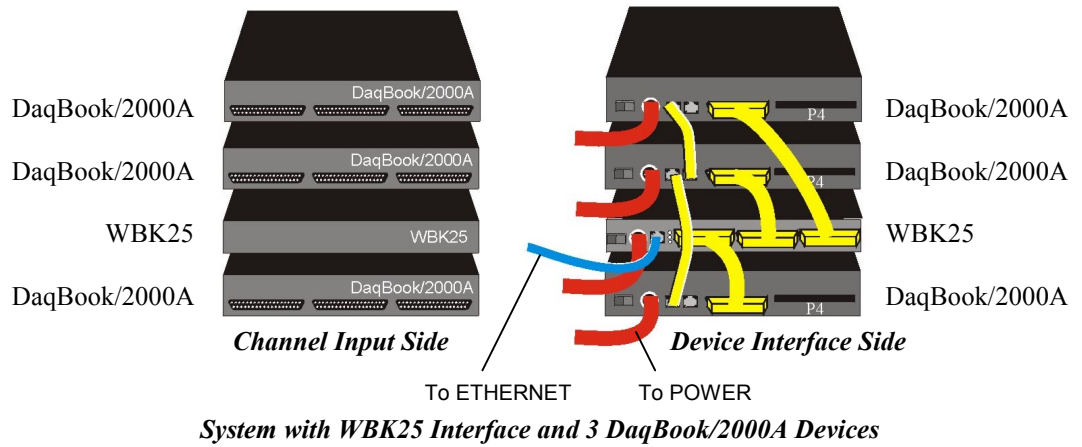 DaqBook/2000A
DaqBook/2000A
WBK25
DaqBook/2000A
DaqBook/2000A
DaqBook/2000A
WBK25
DaqBook/2000A
Channel Input Side
P4
P4
P4
DaqBook/2000A
DaqBook/2000A
WBK25
DaqBook/2000A
Device Interface Side
To ETHERNET
To POWER
System with WBK25 Interface and 3 DaqBook/2000A Devices